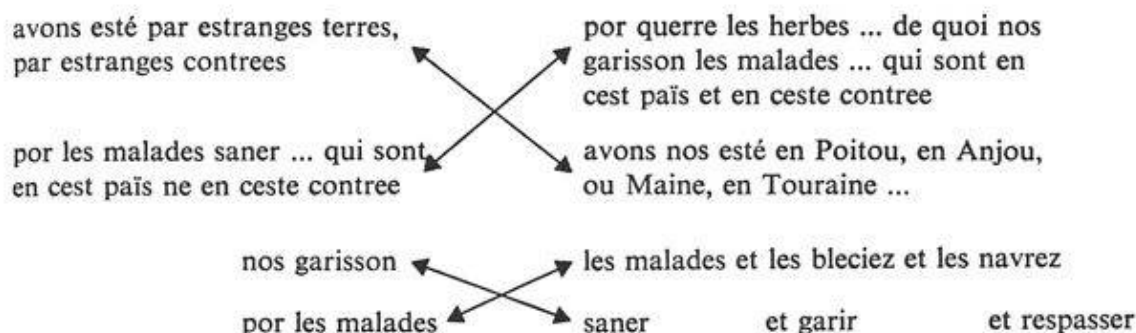 avons esté par estranges terres,
par estranges contrees
por querre les herbes ... de quoi nos
garisson les malades ... qui sont en
cest païs et en ceste contree
por les malades saner ... qui sont
en cest païs ne en ceste contree
avons nos esté en Poitou, en Anjou,
ou Maine, en Touraine ...
nos garisson
les malades et les bleciez et les navrez
por les malades
saner et garir et respasser